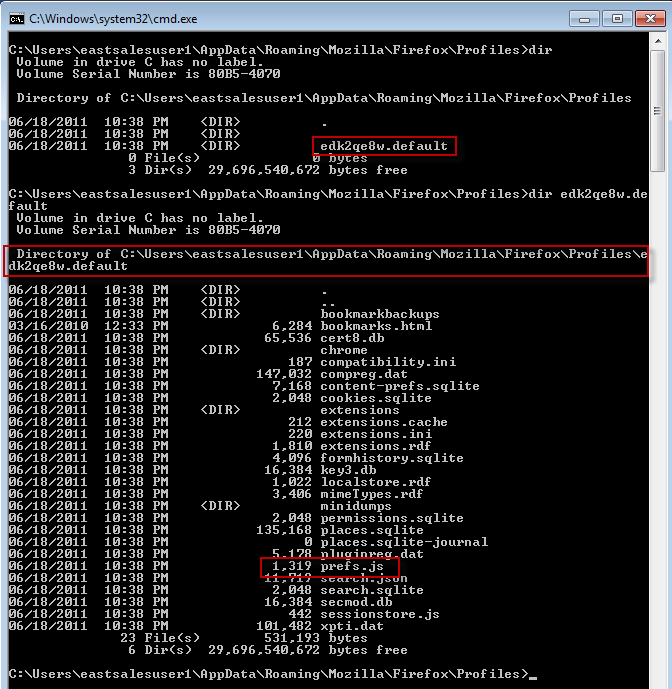 C:\Windows\system32\cmd.exe
C:\Users\eastsalesuser1\AppData\Roaming\Mozilla\Firefox\Profiles>dir
Volume in drive C has no label.
Volume Serial Number is 80B5-4070
Directory of C:\Users\eastsalesuser1\AppData\Roaming\Mozilla\Firefox\Profiles
06/18/2011 10:38 PM <DIR> .
06/18/2011 10:38 PM <DIR>
06/18/2011 10:38 PM <DIR> edk2qe8w.default
0 File(s) 0 bytes
3 Dir(s) 29,696,540,672 bytes free
C:\Users\eastsalesuser1\AppData\Roaming\Mozilla\Firefox\Profiles>dir edk2qe8w.de
fault
Volume in drive C has no label.
Volume Serial Number is 80B5-4070
Directory of C:\Users\eastsalesuser1\AppData\Roaming\Mozilla\Firefox\Profiles\e
dk2qe8w.default
06/18/2011 10:38 PM <DIR> .
06/18/2011 10:38 PM <DIR> ..
06/18/2011 10:38 PM <DIR> bookmarkbackups
03/16/2010 12:33 PM 6,284 bookmarks.html
06/18/2011 10:38 PM 65,536 cert8.db
06/18/2011 10:38 PM <DIR> chrome
06/18/2011 10:38 PM 187 compatibility.ini
06/18/2011 10:38 PM 147,032 compreg.dat
06/18/2011 10:38 PM 7,168 content-prefs.sqlite
06/18/2011 10:38 PM 2,048 cookies.sqlite
06/18/2011 10:38 PM <DIR> extensions
06/18/2011 10:38 PM 212 extensions.cache
06/18/2011 10:38 PM 220 extensions.ini
06/18/2011 10:38 PM 1,810 extensions.rdf
06/18/2011 10:38 PM 4,096 formhistory.sqlite
06/18/2011 10:38 PM 16,384 key3.db
06/18/2011 10:38 PM 1,022 localstore.rdf
06/18/2011 10:38 PM 3,406 mimeTypes.rdf
06/18/2011 10:38 PM <DIR> minidumps
06/18/2011 10:38 PM 2,048 permissions.sqlite
06/18/2011 10:38 PM 135,168 places.sqlite
06/18/2011 10:38 PM 0 places.sqlite-journal
06/18/2011 10:38 PM 5,178 pluginreg.dat
06/18/2011 10:38 PM 1,319 prefs.js
06/18/2011 10:38 PM 11,719 search.json
06/18/2011 10:38 PM 2,048 search.sqlite
06/18/2011 10:38 PM 16,384 secmod.db
06/18/2011 10:38 PM 442 sessionstore.js
06/18/2011 10:38 PM 101,482 xpti.dat
23 File(s) 531,193 bytes
6 Dir(s) 29,696,540,672 bytes free
C:\Users\eastsalesuser1\AppData\Roaming\Mozilla\Firefox\Profiles>_